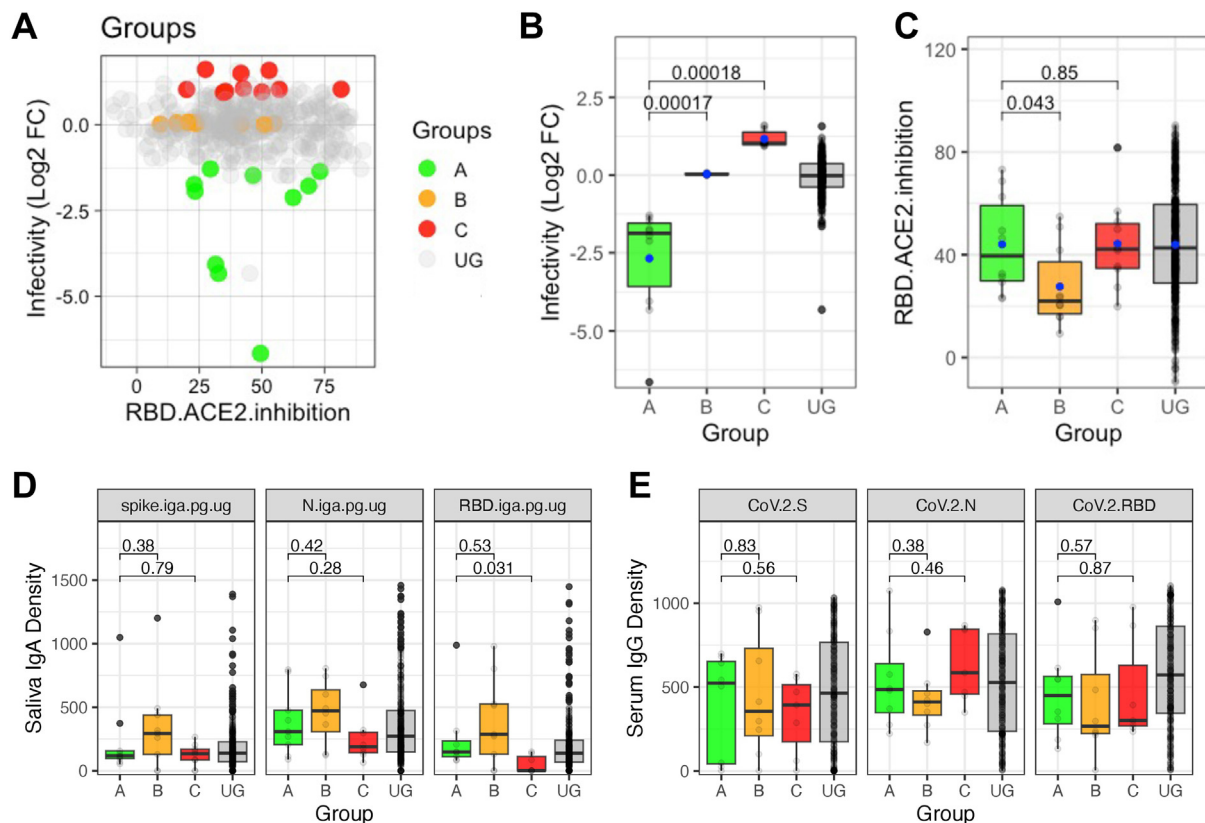 A
Groups
Infectivity (Log2 FC)
0.0
-2.5
-5.0
0 25 50 75
RBD.ACE2.inhibition
Groups
A
B
C
UG
B
Infectivity (Log2 FC)
2.5
0.0
-2.5
-5.0
0.00018
0.00017
A B C UG
Group
C
RBD.ACE2.inhibition
120
80
40
0
0.85
0.043
A B C UG
Group
D
spike.iga.pg.ug N.iga.pg.ug RBD.iga.pg.ug
Saliva IgA Density
1500
1000
500
0
0.38 0.42 0.53
0.79 0.28 0.031
A B C UG A B C UG A B C UG
Group
E
CoV.2.S CoV.2.N CoV.2.RBD
Serum IgG Density
1000
500
0
0.83 0.38 0.57
0.56 0.46 0.87
A B C UG A B C UG A B C UG
Group